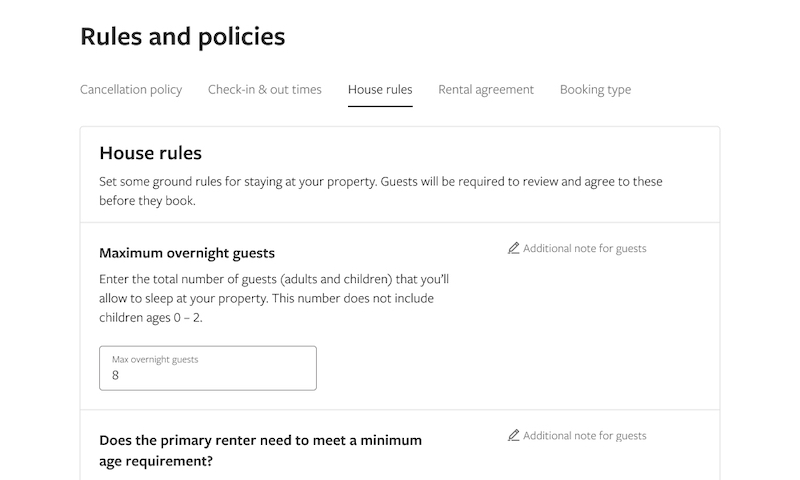 Rules and policies
Cancellation policy Check-in & out times House rules Rental agreement Booking type
House rules
Set some ground rules for staying at your property. Guests will be required to review and agree to these
before they book.
Maximum overnight guests
Additional note for guests
Enter the total number of guests (adults and children) that you'll
allow to sleep at your property. This number does not include
children ages 0 – 2.
Max overnight guests
8
Does the primary renter need to meet a minimum
age requirement?
Additional note for guests